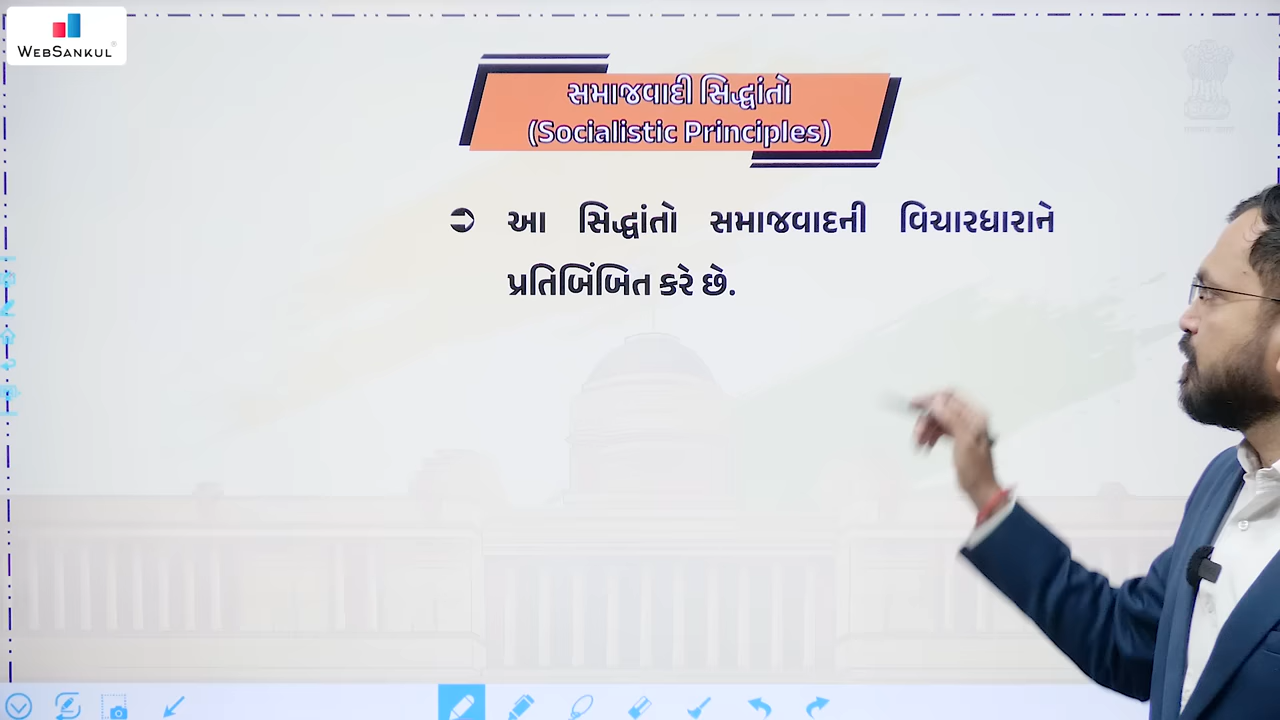 WEBSANKUL
સમાજવાદી સિદ્ધાંતો
(Socialistic Principles)
આ સિદ્ધાંતો સમાજવાદની વિચારધારાને
પ્રતિબિંબિત કરે છે.